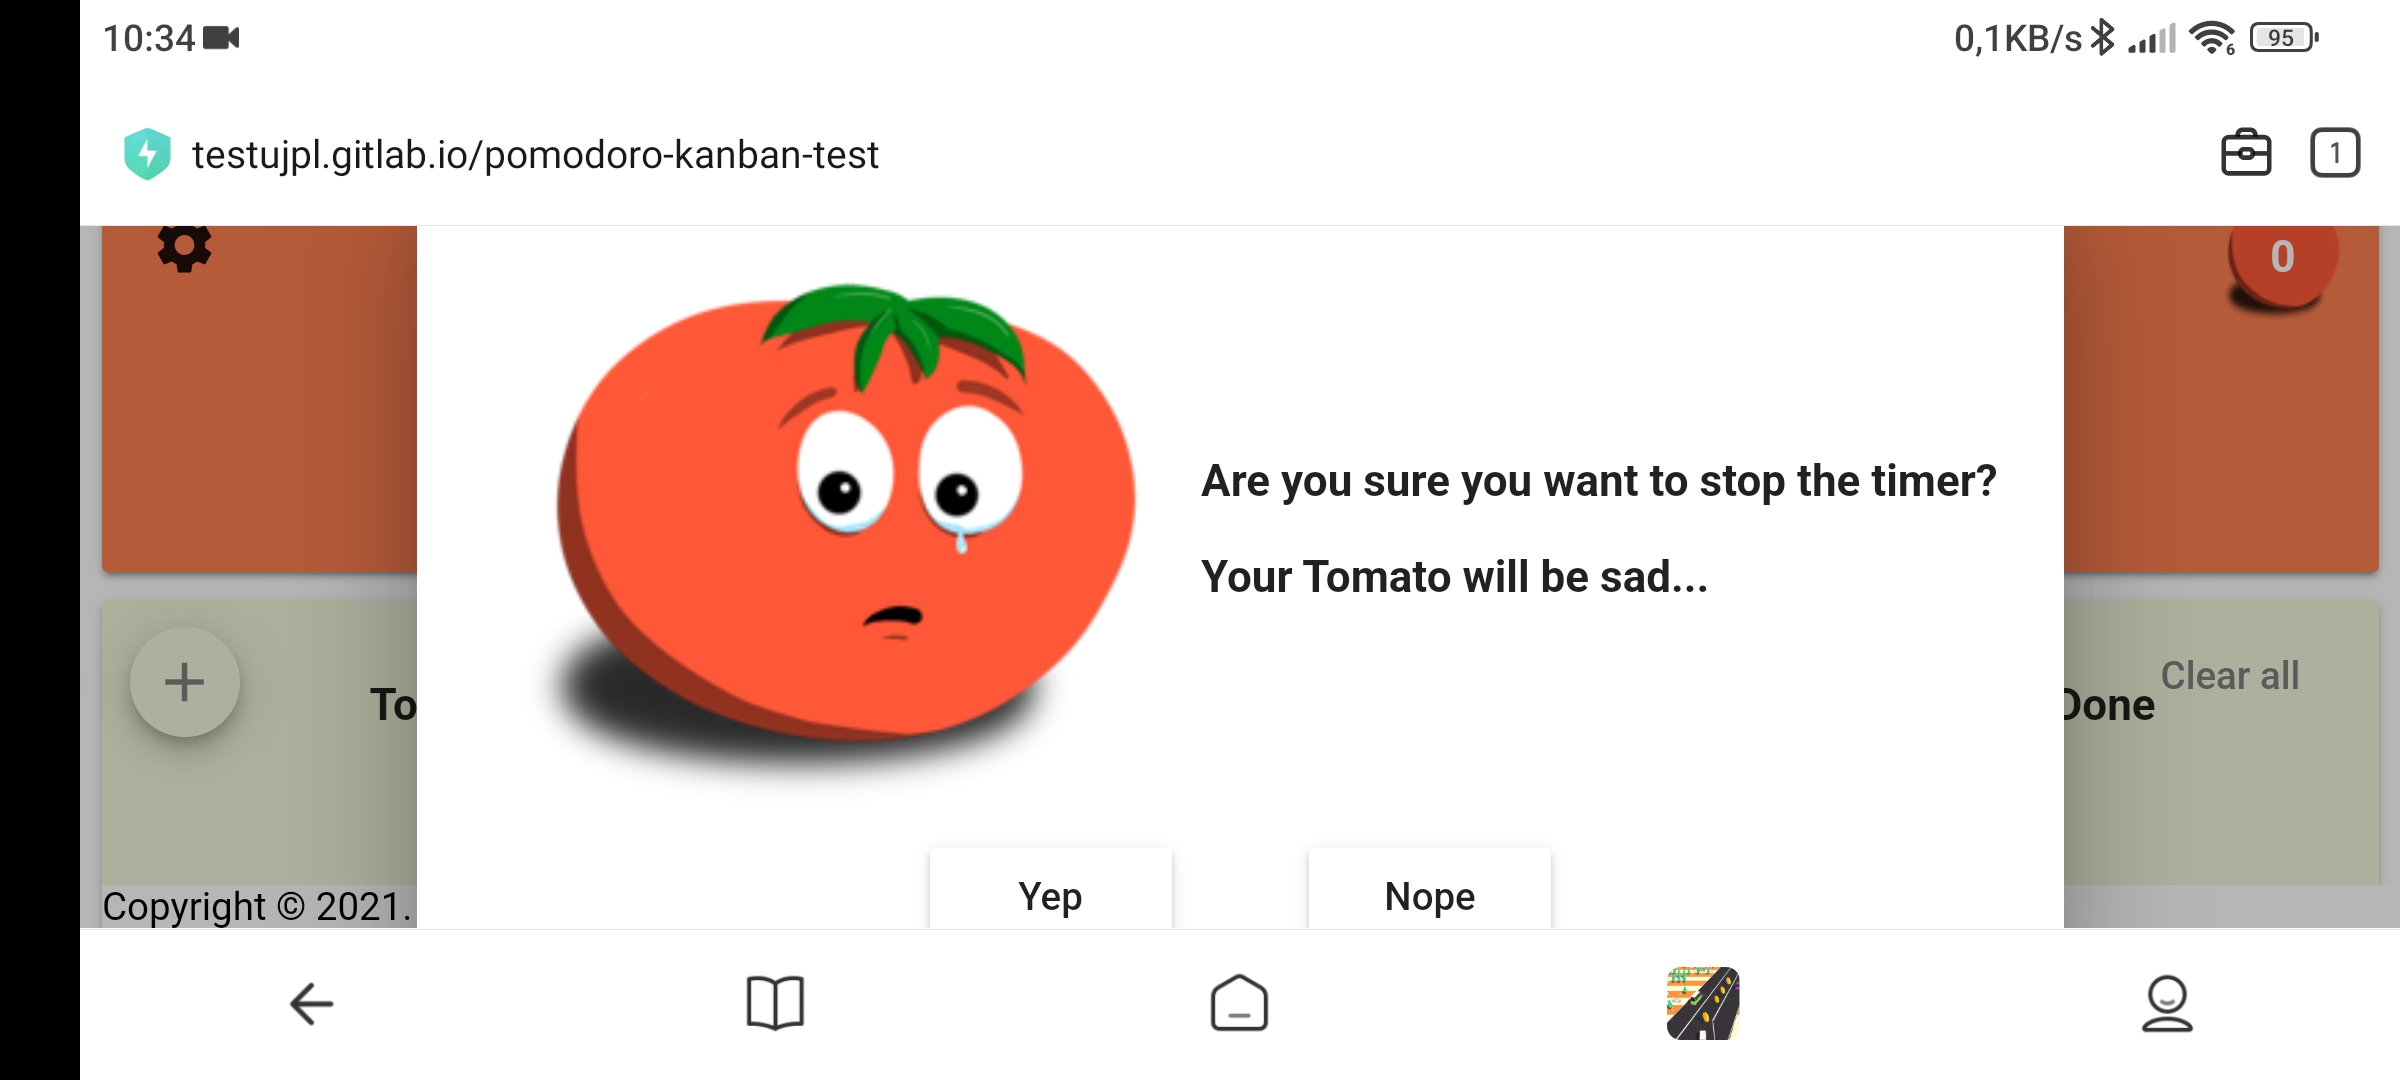 10:34
0,1KB/s
6
95
testujpl.gitlab.io/pomodoro-kanban-test
1
0
Are you sure you want to stop the timer?
Your Tomato will be sad...
To
Clear all
Done
Yep
Nope
Copyright © 2021.